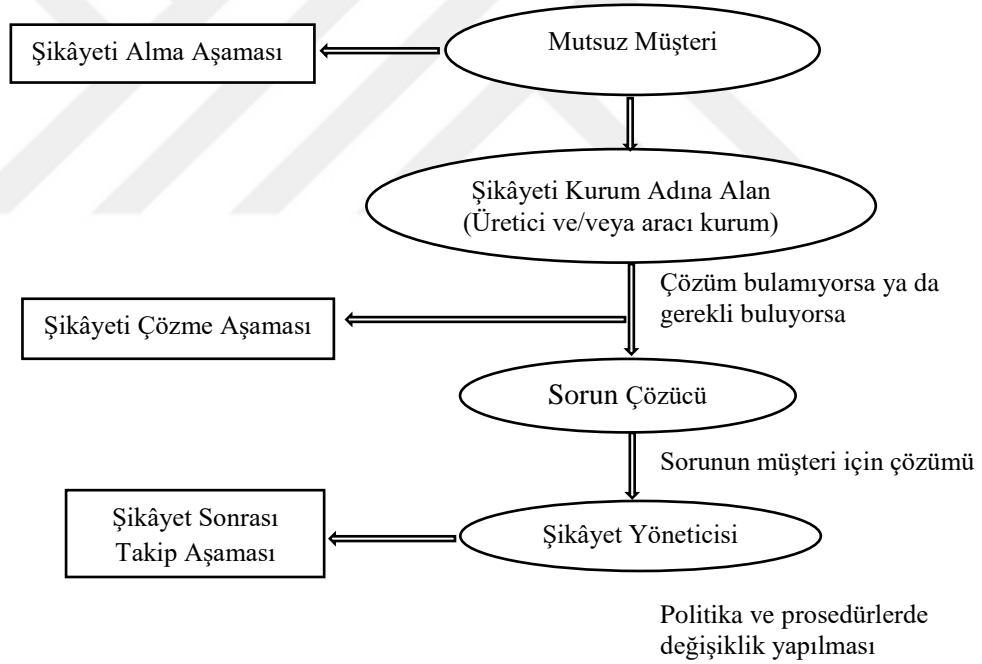 Mutsuz Müşteri
Şikâyeti Alma Aşaması
Şikâyeti Kurum Adına Alan
(Üretici ve/veya aracı kurum)
Çözüm bulamıyorsa ya da
gerekli buluyorsa
Şikâyeti Çözme Aşaması
Sorun Çözücü
Sorunun müşteri için çözümü
Şikâyet Sonrası
Takip Aşaması
Şikâyet Yöneticisi
Politika ve prosedürlerde
değişiklik yapılması